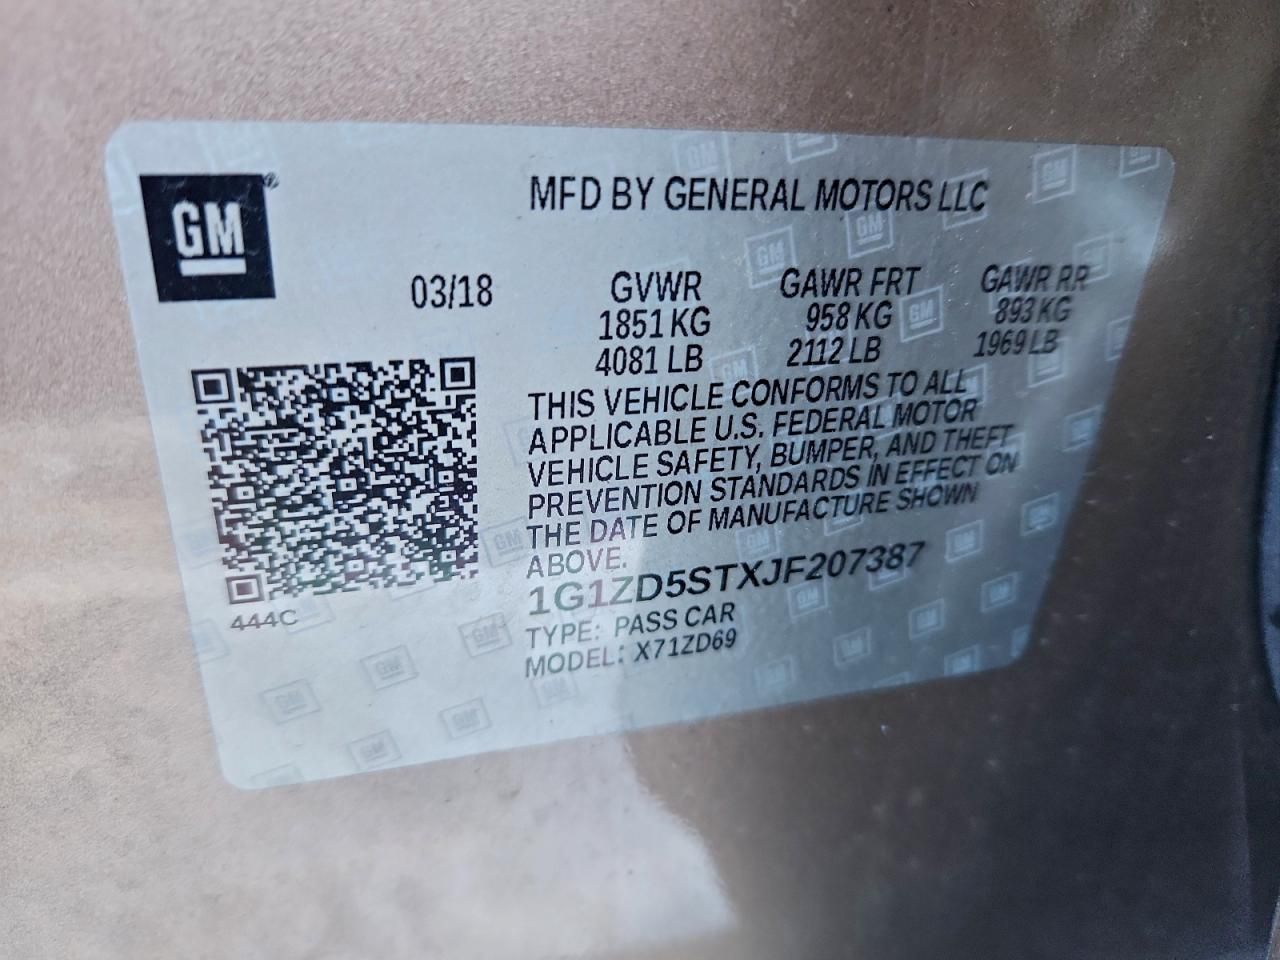 GM
MFD BY GENERAL MOTORS LLC
03/18
GVWR GAWR FRT GAWR RR
1851 KG 958 KG 893 KG
4081 LB 2112 LB 1969 LB
THIS VEHICLE CONFORMS TO ALL
APPLICABLE U.S. FEDERAL MOTOR
VEHICLE SAFETY, BUMPER, AND THEFT
PREVENTION STANDARDS IN EFFECT ON
THE DATE OF MANUFACTURE SHOWN
ABOVE.
1G1ZD5STXJF207387
TYPE: PASS CAR
MODEL: X71ZD69
444C